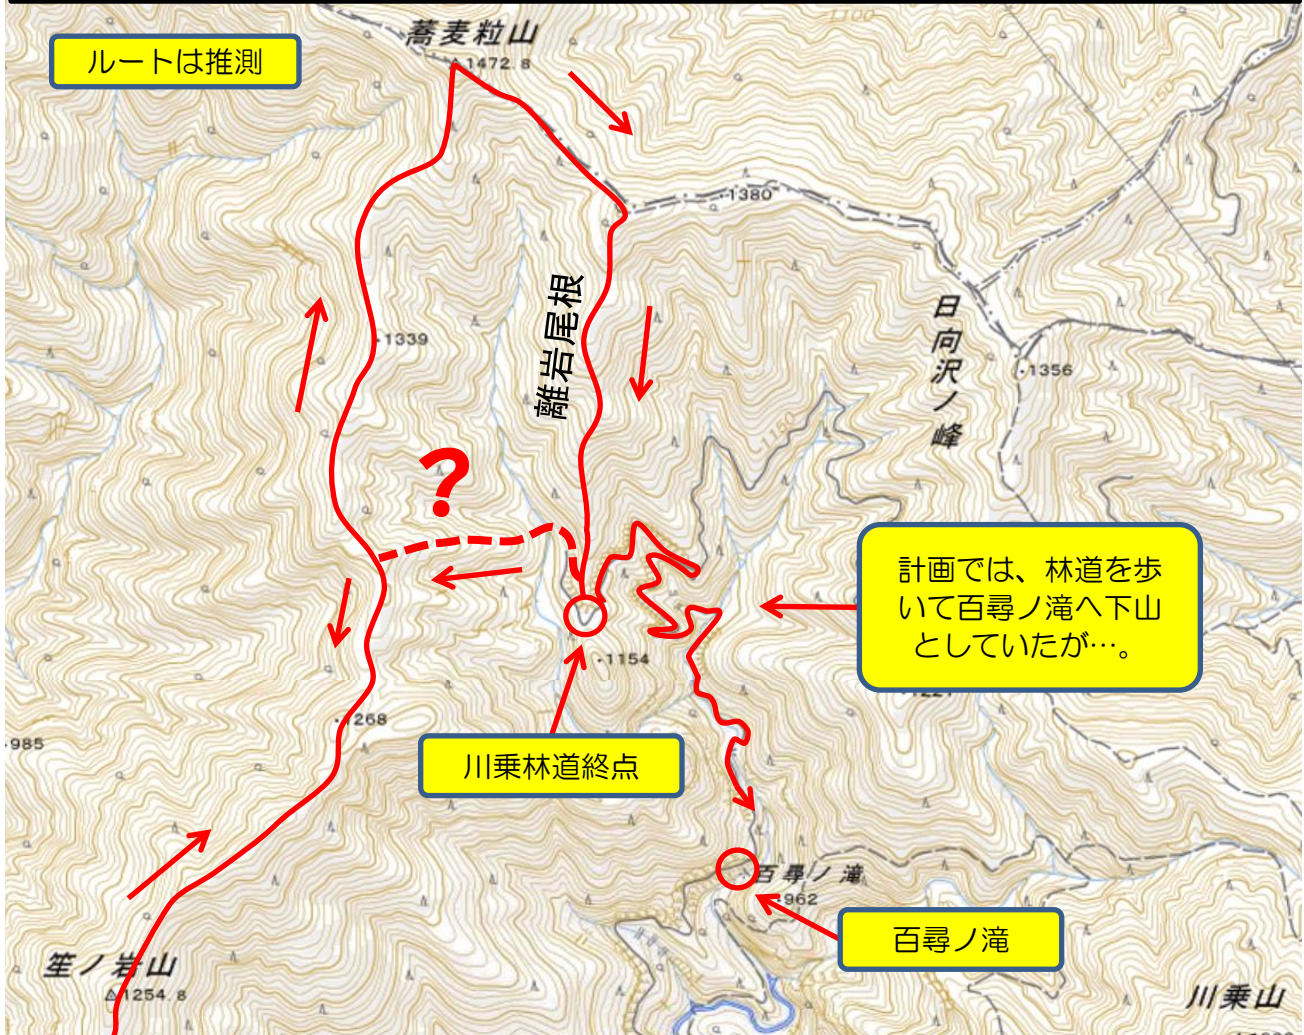 蕎麦粒山
1472.8
ルートは推測
1100
1150
1380
離岩尾根
日向沢ノ峰
1339
1356
1150
?
計画では、林道を歩
いて百尋ノ滝へ下山
としていたが…。
1154
1268
985
川乗林道終点
百尋ノ滝
962
百尋ノ滝
笙ノ岩山
1254.8
川乗山